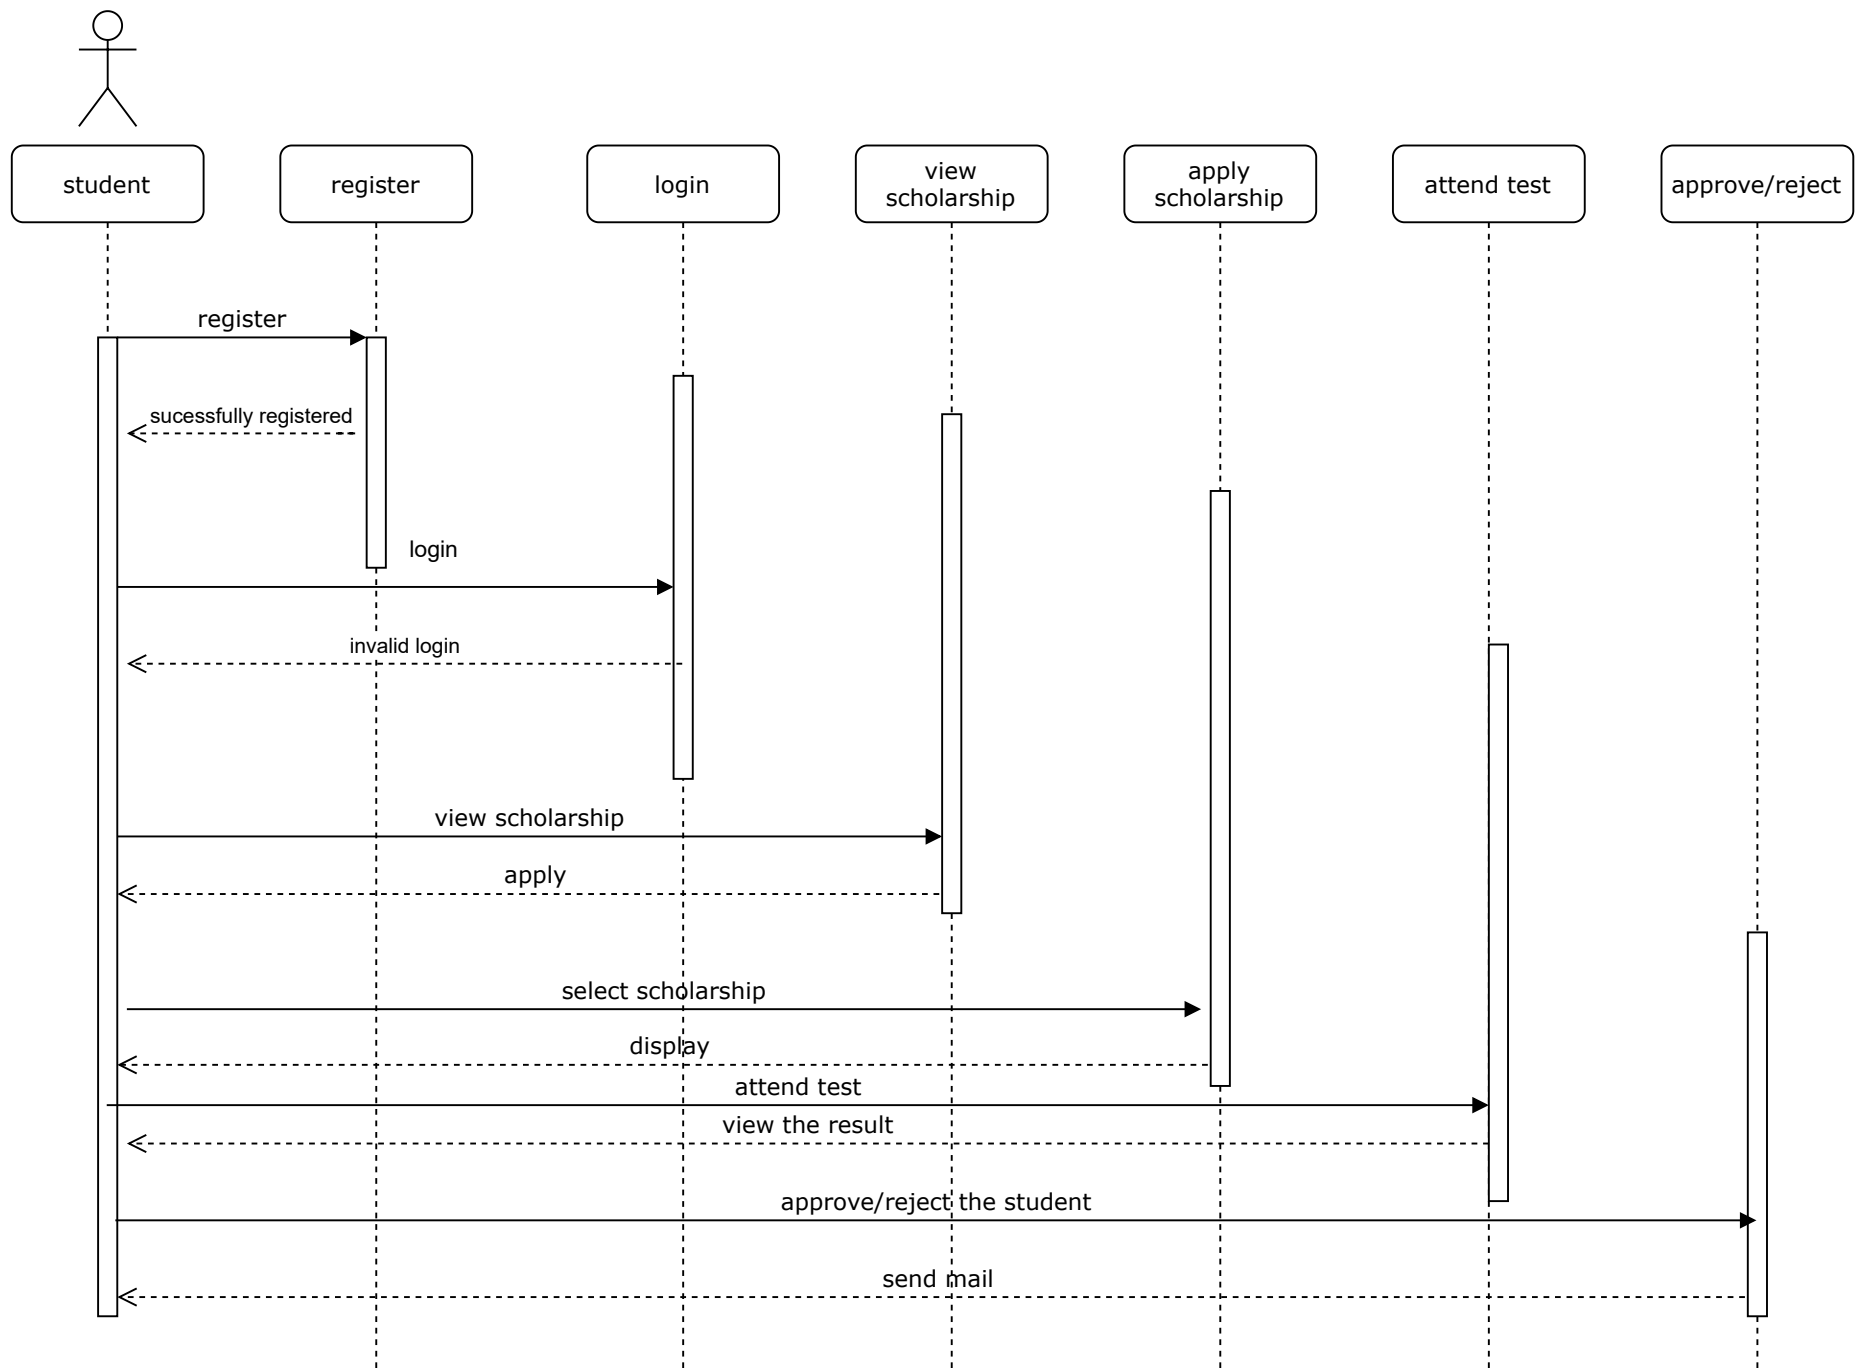 student
register
login
view
scholarship
apply
scholarship
attend test
approve/reject
register
sucessfully registered
login
invalid login
view scholarship
apply
select scholarship
display
attend test
view the result
approve/reject the student
send mail